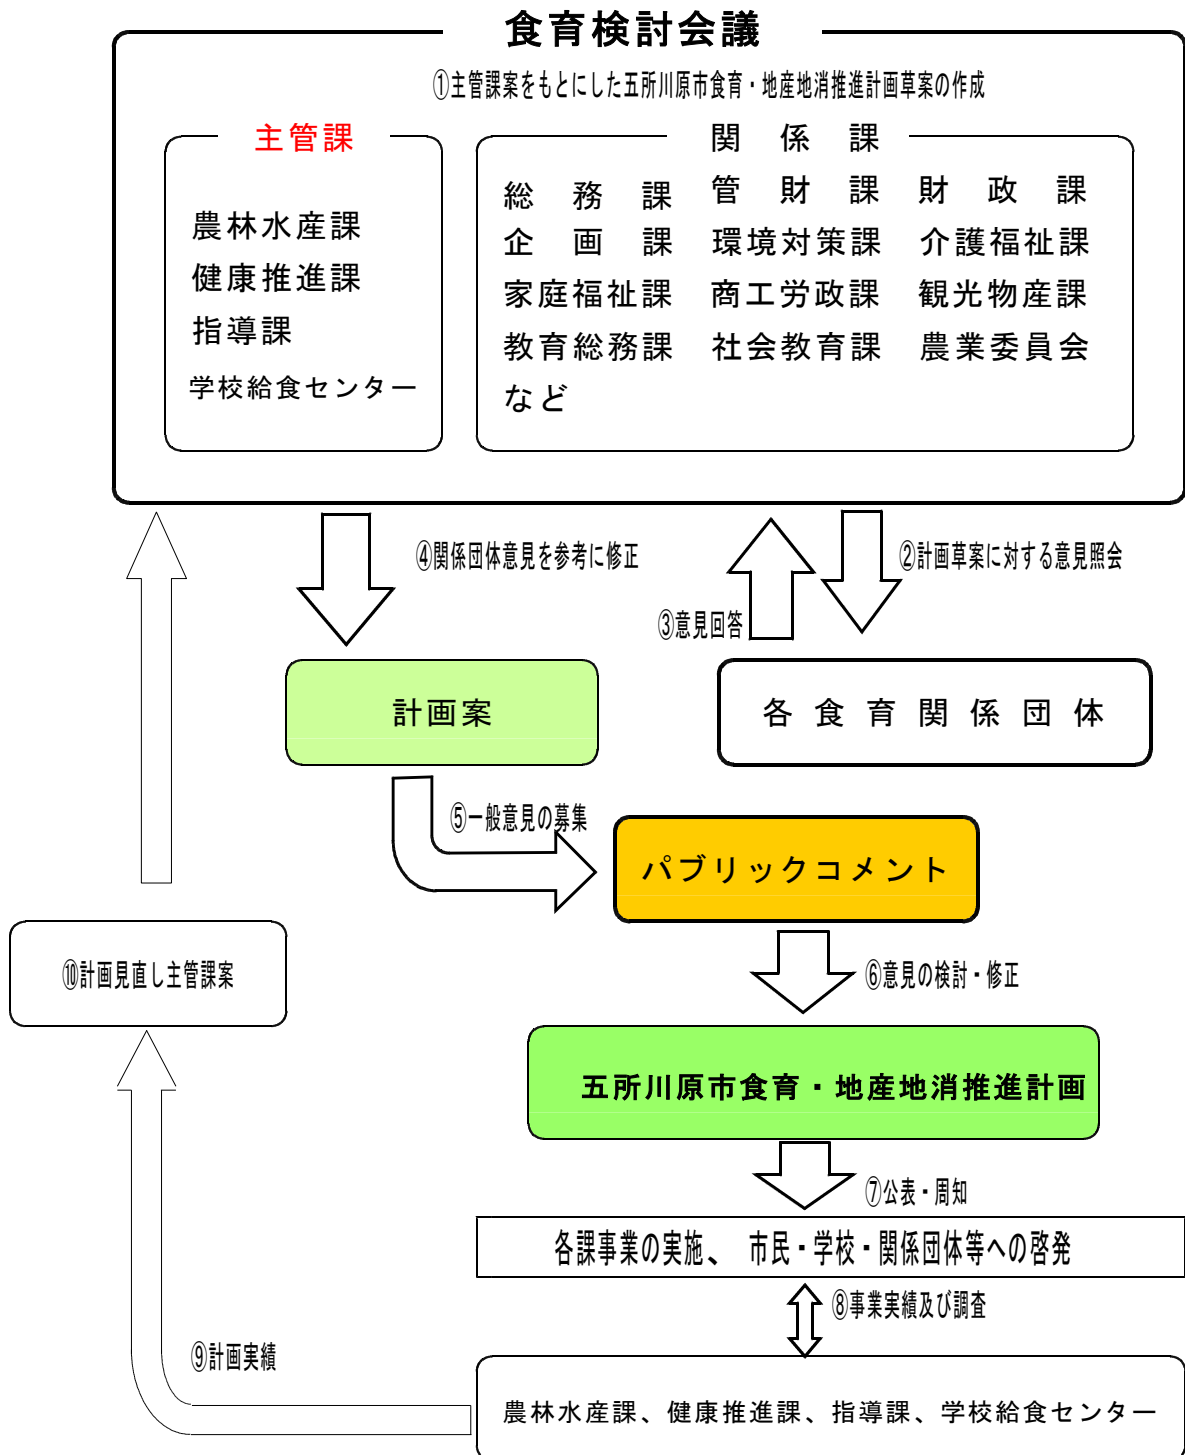 食育検討会議
①主管課案をもとにした五所川原市食育・地産地消推進計画草案の作成
主管課
農林水産課
健康推進課
指導課
学校給食センター
関係課
総務課 管財課 財政課
企画課 環境対策課 介護福祉課
家庭福祉課 商工労政課 観光物産課
教育総務課 社会教育課 農業委員会
など
④関係団体意見を参考に修正
②計画草案に対する意見照会
③意見回答
計画案
各食育関係団体
⑤一般意見の募集
パブリックコメント
⑩計画見直し主管課案
⑥意見の検討・修正
五所川原市食育・地産地消推進計画
⑦公表・周知
各課事業の実施、 市民・学校・関係団体等への啓発
⑧事業実績及び調査
⑨計画実績
農林水産課、健康推進課、指導課、学校給食センター